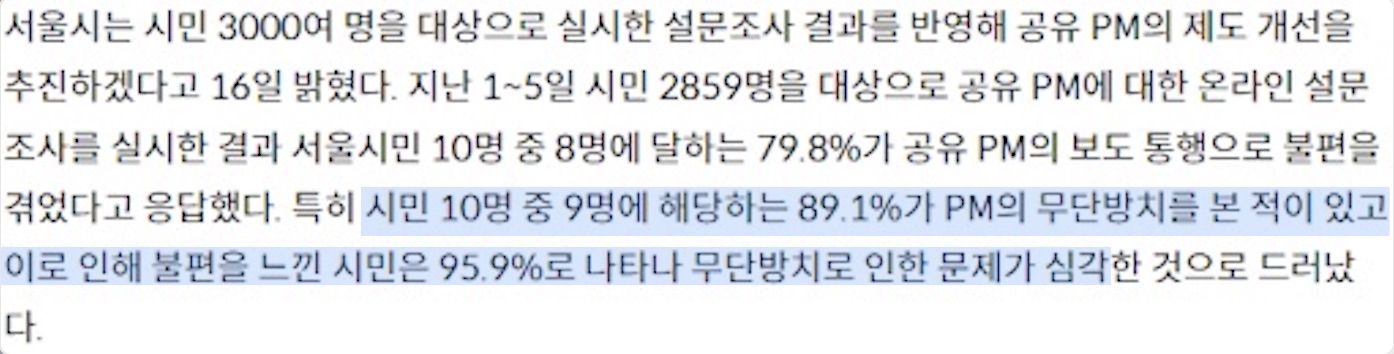 서울시는 시민 3000여 명을 대상으로 실시한 설문조사 결과를 반영해 공유 PM의 제도 개선을
추진하겠다고 16일 밝혔다. 지난 1~5일 시민 2859명을 대상으로 공유 PM에 대한 온라인 설문
조사를 실시한 결과 서울시민 10명 중 8명에 달하는 79.8%가 공유 PM의 보도 통행으로 불편을
겪었다고 응답했다. 특히 시민 10명 중 9명에 해당하는 89.1%가 PM의 무단방치를 본 적이 있고
이로 인해 불편을 느낀 시민은 95.9%로 나타나 무단방치로 인한 문제가 심각한 것으로 드러났
다.